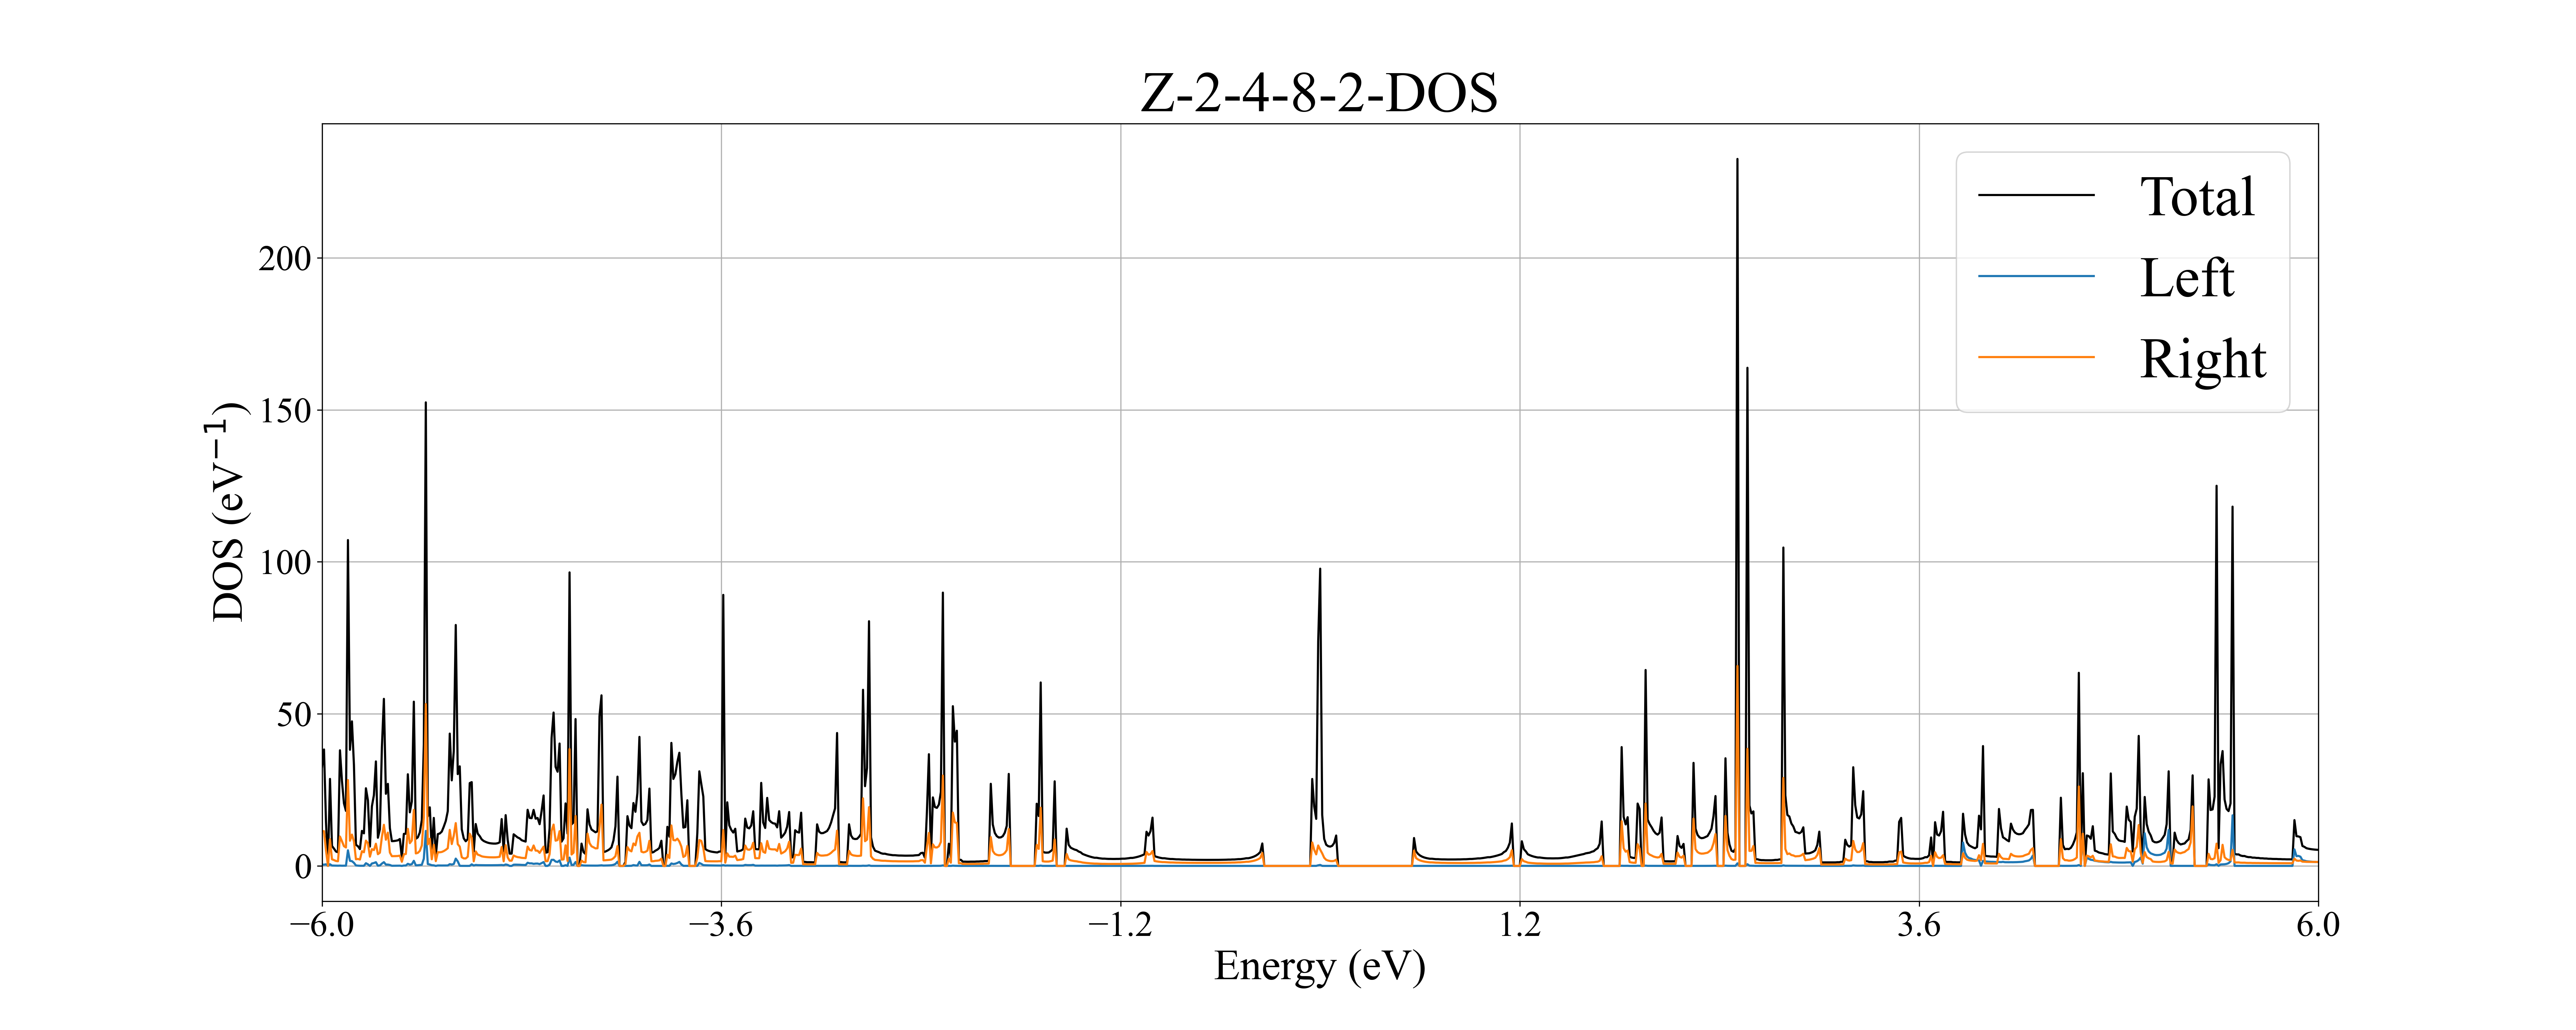 Z-2-4-8-2-DOS
Total
Left
Right
DOS (eV⁻¹)
200
150
100
50
0
−6.0 −3.6 −1.2 1.2 3.6 6.0
Energy (eV)